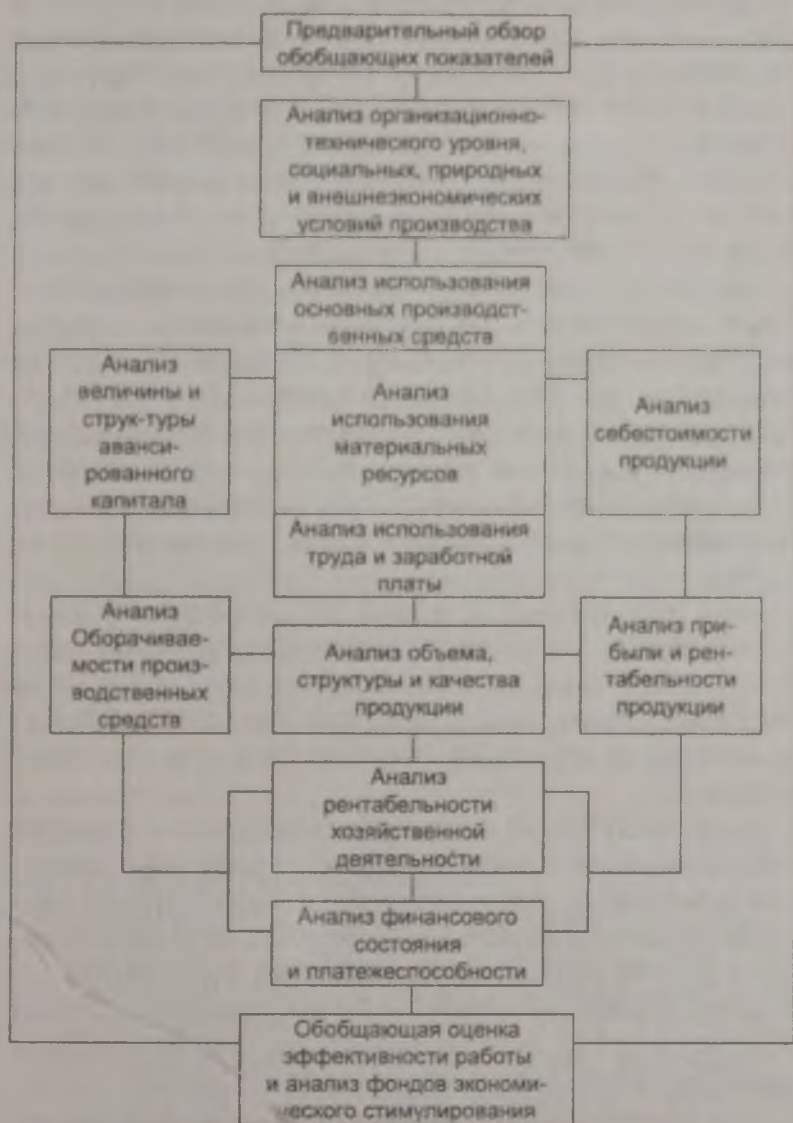 Предварительный обзор
обобщающих показателей
Анализ организационно-
технического уровня,
социальных, природных
и внешнеэкономических
условий производства
Анализ использования
основных производст-
венных средств
Анализ
величины и
струк-туры
аванси-
рованного
капитала
Анализ
использования
материальных
ресурсов
Анализ
себестоимости
продукции
Анализ использования
труда и заработной
платы
Анализ
Оборачивае-
мости произ-
водственных
средств
Анализ объема,
структуры и качества
продукции
Анализ при-
были и рен-
табельности
продукции
Анализ
рентабельности
хозяйственной
деятельности
Анализ финансового
состояния
и платежеспособности
Обобщающая оценка
эффективности работы
и анализ фондов экономи-
ческого стимулирования